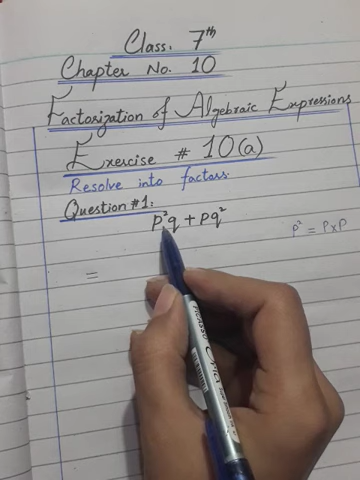 Class. 7th
Chapter No. 10
Factorization of Algebraic Expressions
Exercise # 10(a)
Resolve into factors.
Question #1:
p²q + pq²
p² = p×p
=
PICASSO